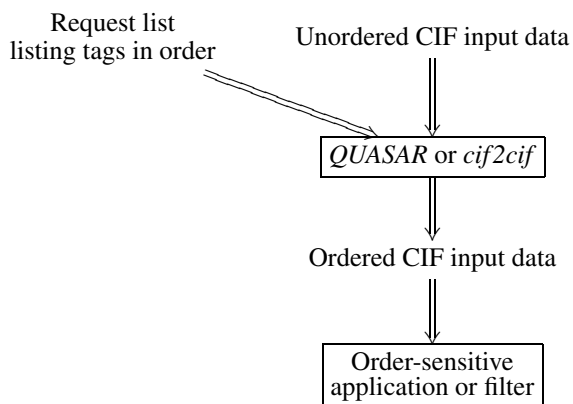 Request list
listing tags in order
Unordered CIF input data
QUASAR or cif2cif
Ordered CIF input data
Order-sensitive
application or filter